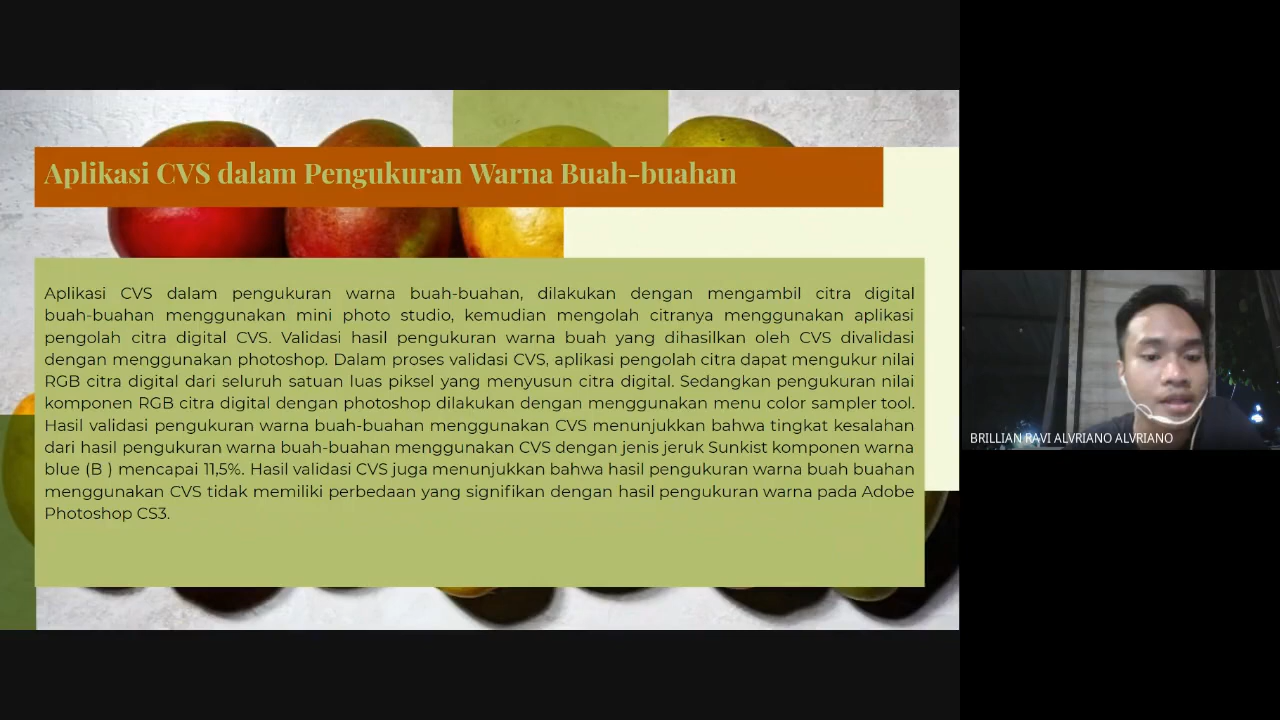 Aplikasi CVS dalam Pengukuran Warna Buah-buahan
Aplikasi CVS dalam pengukuran warna buah-buahan, dilakukan dengan mengambil citra digital
buah-buahan menggunakan mini photo studio, kemudian mengolah citranya menggunakan aplikasi
pengolah citra digital CVS. Validasi hasil pengukuran warna buah yang dihasilkan oleh CVS divalidasi
dengan menggunakan photoshop. Dalam proses validasi CVS, aplikasi pengolah citra dapat mengukur nilai
RGB citra digital dari seluruh satuan luas piksel yang menyusun citra digital. Sedangkan pengukuran nilai
komponen RGB citra digital dengan photoshop dilakukan dengan menggunakan menu color sampler tool.
Hasil validasi pengukuran warna buah-buahan menggunakan CVS menunjukkan bahwa tingkat kesalahan
dari hasil pengukuran warna buah-buahan menggunakan CVS dengan jenis jeruk Sunkist komponen warna
blue (B ) mencapai 11,5%. Hasil validasi CVS juga menunjukkan bahwa hasil pengukuran warna buah buahan
menggunakan CVS tidak memiliki perbedaan yang signifikan dengan hasil pengukuran warna pada Adobe
Photoshop CS3.
BRILLIAN RAVI ALVRIANO ALVRIANO